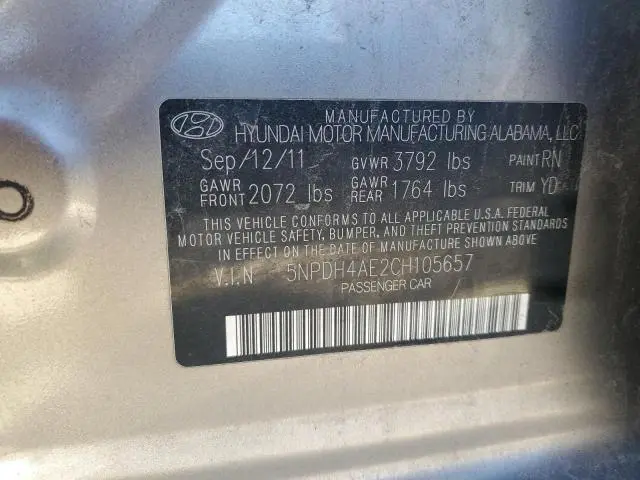 MANUFACTURED BY
HYUNDAI MOTOR MANUFACTURING ALABAMA, LLC
Sep/12/11 GVWR 3792 lbs PAINT RN
GAWR FRONT 2072 lbs GAWR REAR 1764 lbs TRIM YD
THIS VEHICLE CONFORMS TO ALL APPLICABLE U.S.A. FEDERAL
MOTOR VEHICLE SAFETY, BUMPER, AND THEFT PREVENTION
STANDARDS IN EFFECT ON THE DATE OF MANUFACTURE SHOWN ABOVE
V.I.N 5NPDH4AE2CH105657
PASSENGER CAR